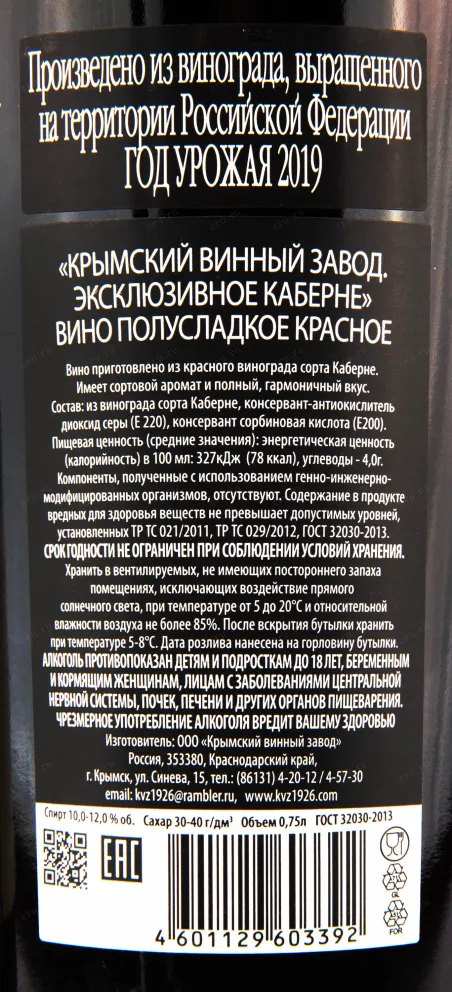 Произведено из винограда, выращенного
на территории Российской Федерации
ГОД УРОЖАЯ 2019
«КРЫМСКИЙ ВИННЫЙ ЗАВОД.
ЭКСКЛЮЗИВНОЕ КАБЕРНЕ»
ВИНО ПОЛУСЛАДКОЕ КРАСНОЕ
Вино приготовлено из красного винограда сорта Каберне.
Имеет сортовой аромат и полный, гармоничный вкус.
Состав: из винограда сорта Каберне, консервант-антиокислитель
диоксид серы (Е 220), консервант сорбиновая кислота (Е200).
Пищевая ценность (средние значения): энергетическая ценность
(калорийность) в 100 мл: 327кДж (78 ккал), углеводы - 4,0г.
Компоненты, полученные с использованием генно-инженерно-
модифицированных организмов, отсутствуют. Содержание в продукте
вредных для здоровья веществ не превышает допустимых уровней,
установленных ТР ТС 021/2011, ТР ТС 029/2012, ГОСТ 32030-2013.
СРОК ГОДНОСТИ НЕ ОГРАНИЧЕН ПРИ СОБЛЮДЕНИИ УСЛОВИЙ ХРАНЕНИЯ.
Хранить в вентилируемых, не имеющих постороннего запаха
помещениях, исключающих воздействие прямого
солнечного света, при температуре от 5 до 20°С и относительной
влажности воздуха не более 85%. После вскрытия бутылки хранить
при температуре 5-8°С. Дата розлива нанесена на горловину бутылки.
АЛКОГОЛЬ ПРОТИВОПОКАЗАН ДЕТЯМ И ПОДРОСТКАМ ДО 18 ЛЕТ, БЕРЕМЕННЫМ
И КОРМЯЩИМ ЖЕНЩИНАМ, ЛИЦАМ С ЗАБОЛЕВАНИЯМИ ЦЕНТРАЛЬНОЙ
НЕРВНОЙ СИСТЕМЫ, ПОЧЕК, ПЕЧЕНИ И ДРУГИХ ОРГАНОВ ПИЩЕВАРЕНИЯ.
ЧРЕЗМЕРНОЕ УПОТРЕБЛЕНИЕ АЛКОГОЛЯ ВРЕДИТ ВАШЕМУ ЗДОРОВЬЮ
Изготовитель: ООО «Крымский винный завод»
Россия, 353380, Краснодарский край,
г. Крымск, ул. Синева, 15, тел.: (86131) 4-20-12 / 4-57-30
email: kvz1926@rambler.ru, www.kvz1926.com
Спирт 10,0-12,0 % об. Сахар 30-40 г/дм³ Объем 0,75л ГОСТ 32030-2013
EAC
GL
FOR
4 601129 603392